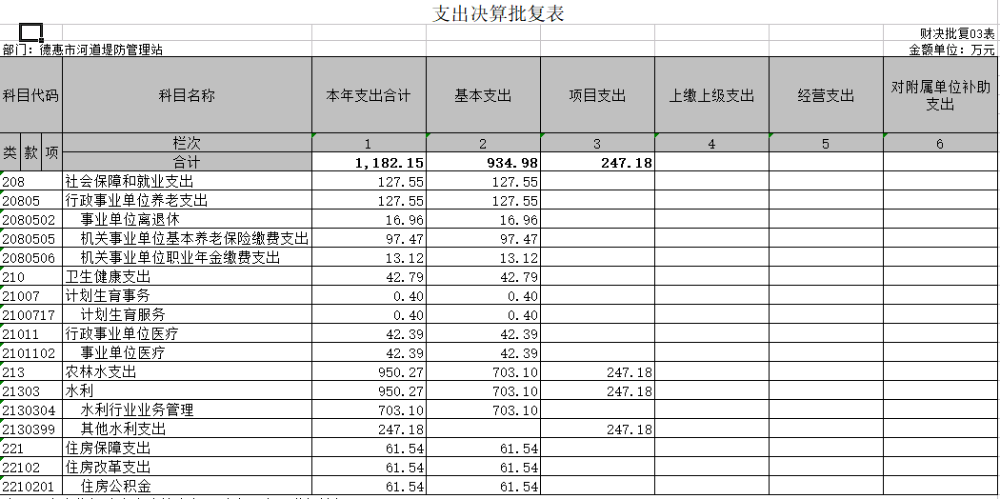 支出决算批复表
财决批复03表
部门：德惠市河道堤防管理站 金额单位：万元
科目代码 科目名称 本年支出合计 基本支出 项目支出 上缴上级支出 经营支出 对附属单位补助支出
类 款 项 栏次 1 2 3 4 5 6
合计 1,182.15 934.98 247.18
208 社会保障和就业支出 127.55 127.55
20805 行政事业单位养老支出 127.55 127.55
2080502 事业单位离退休 16.96 16.96
2080505 机关事业单位基本养老保险缴费支出 97.47 97.47
2080506 机关事业单位职业年金缴费支出 13.12 13.12
210 卫生健康支出 42.79 42.79
21007 计划生育事务 0.40 0.40
2100717 计划生育服务 0.40 0.40
21011 行政事业单位医疗 42.39 42.39
2101102 事业单位医疗 42.39 42.39
213 农林水支出 950.27 703.10 247.18
21303 水利 950.27 703.10 247.18
2130304 水利行业业务管理 703.10 703.10
2130399 其他水利支出 247.18 247.18
221 住房保障支出 61.54 61.54
22102 住房改革支出 61.54 61.54
2210201 住房公积金 61.54 61.54